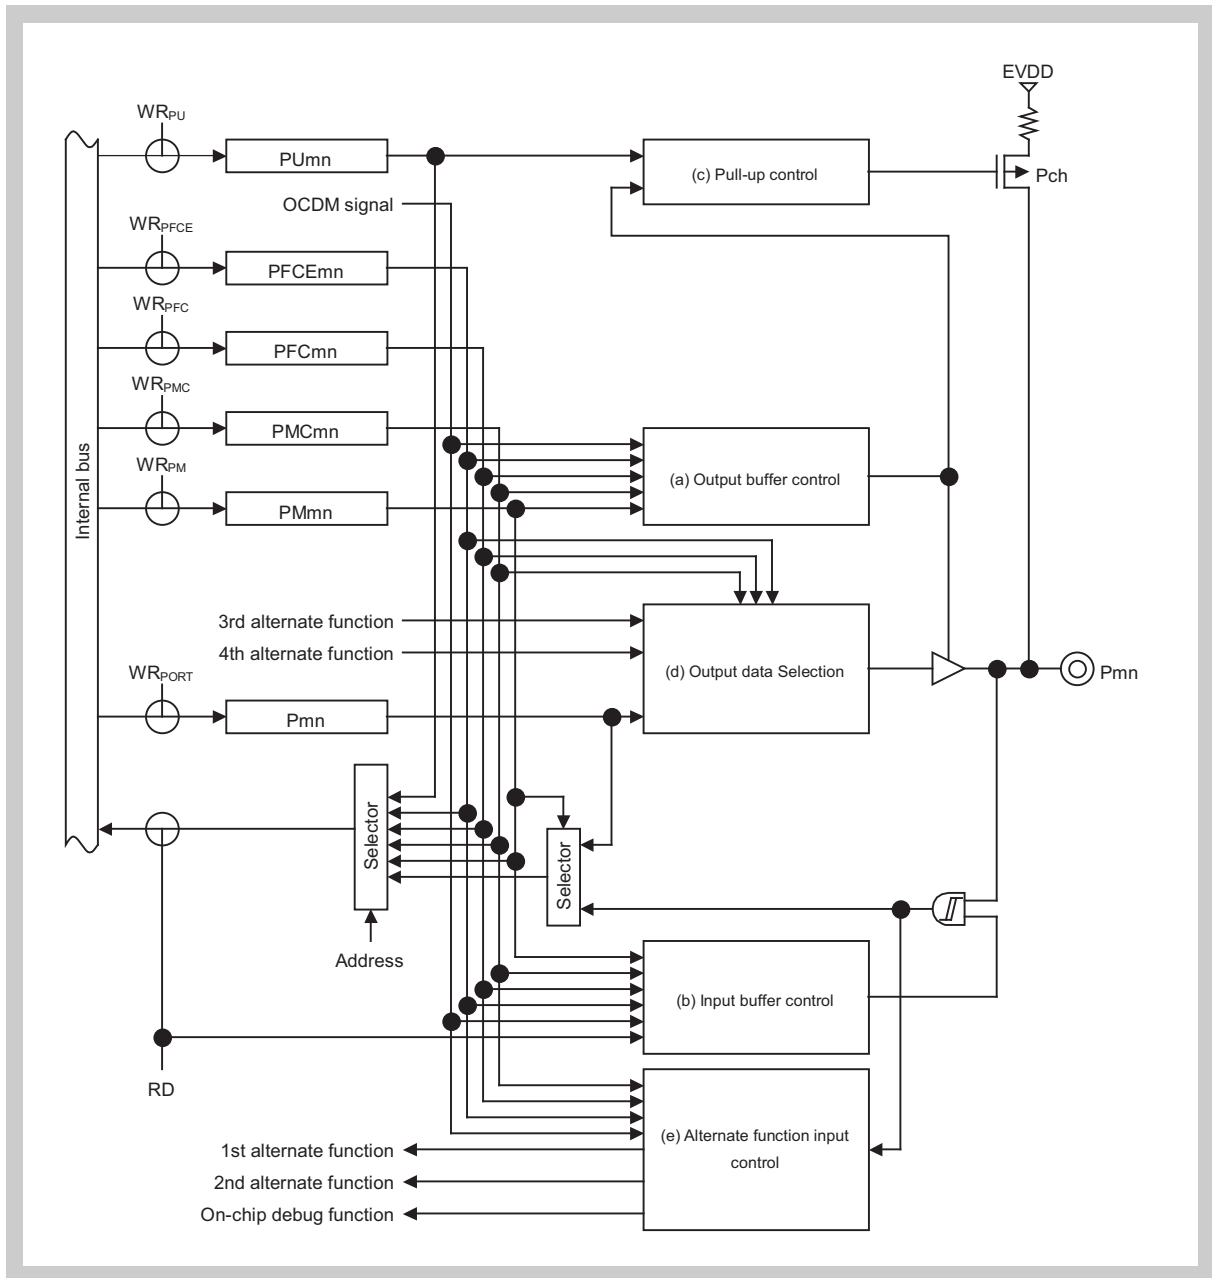 EVDD
WRPU
PUmn
(c) Pull-up control
Pch
OCDM signal
WRPFCE
PFCEmn
WRPFC
PFCmn
WRPMC
PMCmn
Internal bus
WRPM
PMmn
(a) Output buffer control
3rd alternate function
4th alternate function
(d) Output data Selection
Pmn
WRPORT
Pmn
Selector
Selector
Address
(b) Input buffer control
RD
(e) Alternate function input
control
1st alternate function
2nd alternate function
On-chip debug function